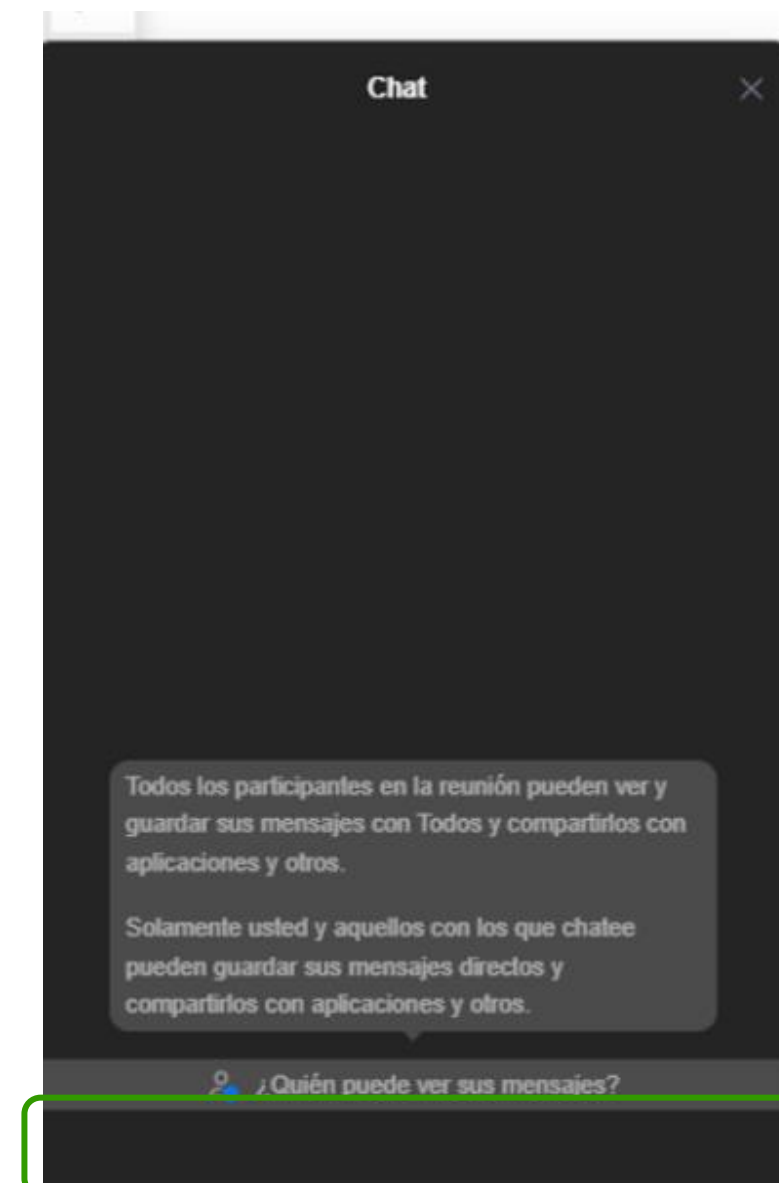 Chat
Todos los participantes en la reunión pueden ver y
guardar sus mensajes con Todos y compartirlos con
aplicaciones y otros.
Solamente usted y aquellos con los que chatee
pueden guardar sus mensajes directos y
compartirlos con aplicaciones y otros.
¿Quién puede ver sus mensajes?